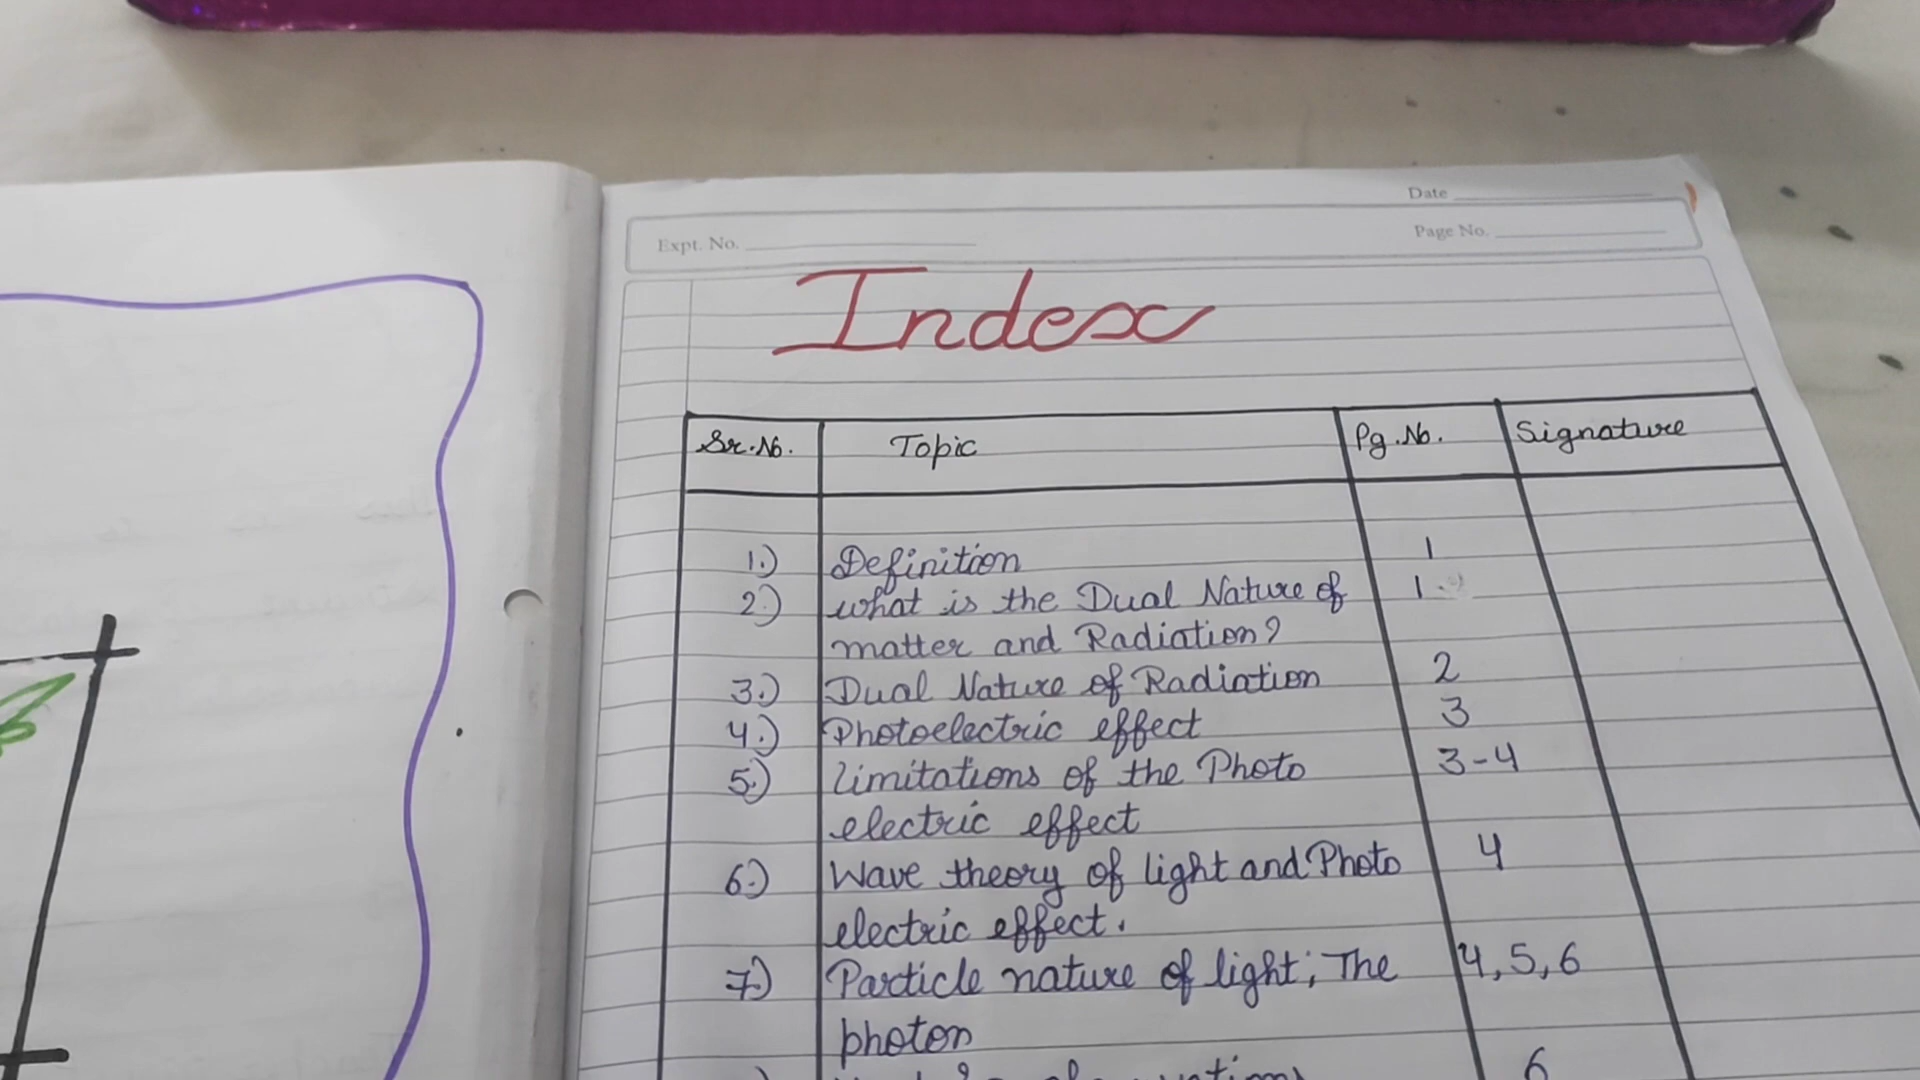 Date
Expt. No.
Page No.
Index
Sr. No. Topic Pg. No. Signature
1.) Definition 1
2.) what is the Dual Nature of 1.
matter and Radiation?
3.) Dual Nature of Radiation 2
4.) Photoelectric effect 3
5.) limitations of the Photo 3-4
electric effect
6.) Wave theory of light and Photo 4
electric effect.
7.) Particle nature of light; The 4, 5, 6
photon
6